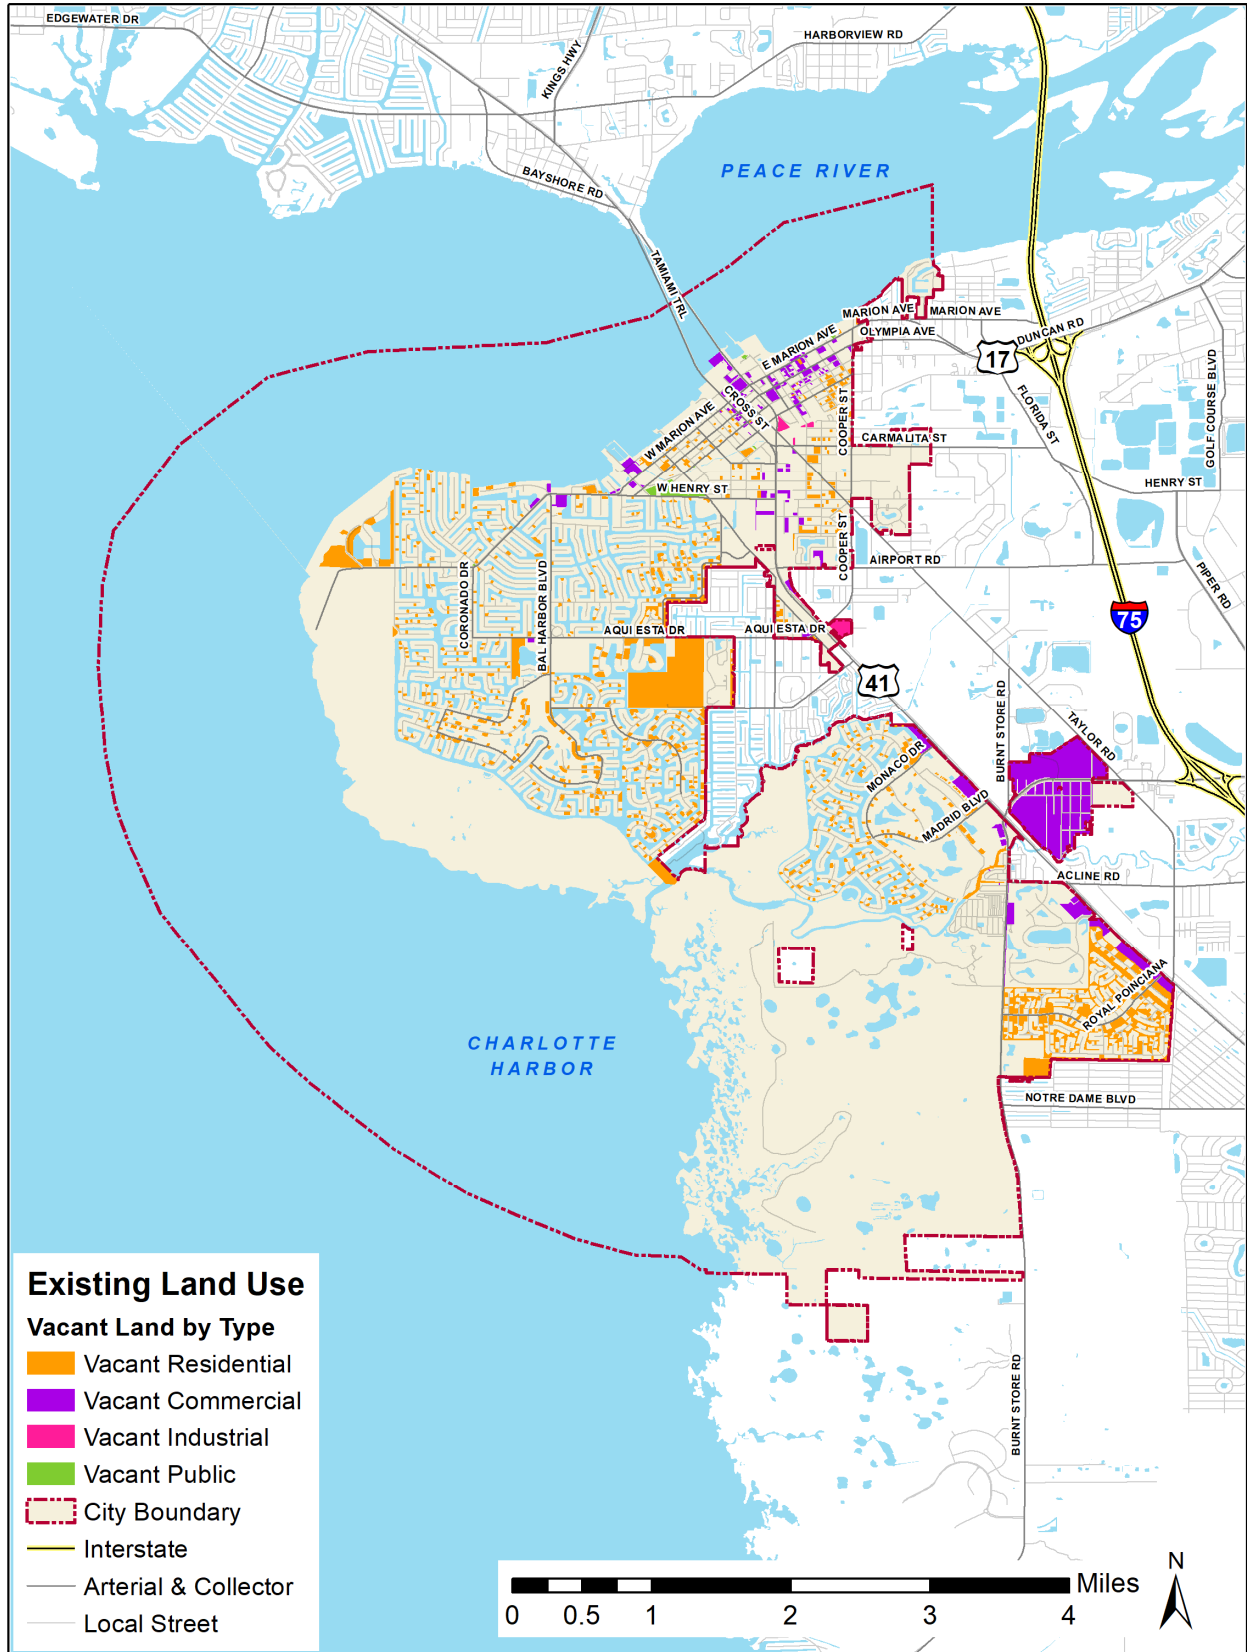 EDGEWATER DR
KINGS HWY
HARBORVIEW RD
BAYSHORE RD
PEACE RIVER
TAMIAMI TRL
MARION AVE
MARION AVE
OLYMPIA AVE
DUNCAN RD
E MARION AVE
17
FLORIDA ST
GOLF COURSE BLVD
CROSS ST
W MARION AVE
COOPER ST
CARMALITA ST
HENRY ST
W HENRY ST
COOPER ST
AIRPORT RD
PIPER RD
CORONADO DR
BAL HARBOR BLVD
AQUI ESTA DR
AQUI ESTA DR
75
41
BURNT STORE RD
TAYLOR RD
MONACO DR
MADRID BLVD
ACLINE RD
ROYAL POINCIANA
CHARLOTTE
HARBOR
NOTRE DAME BLVD
BURNT STORE RD
Existing Land Use
Vacant Land by Type
Vacant Residential
Vacant Commercial
Vacant Industrial
Vacant Public
City Boundary
Interstate
Arterial & Collector
Local Street
Miles
0 0.5 1 2 3 4
N